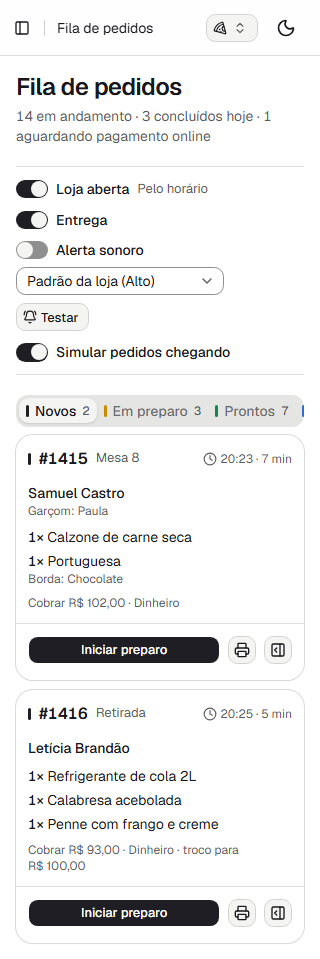 Fila de pedidos
Fila de pedidos
14 em andamento · 3 concluídos hoje · 1
aguardando pagamento online
Loja aberta Pelo horário
Entrega
Alerta sonoro
Padrão da loja (Alto)
Testar
Simular pedidos chegando
Novos 2 Em preparo 3 Prontos 7
#1415 Mesa 8 20:23 · 7 min
Samuel Castro
Garçom: Paula
1× Calzone de carne seca
1× Portuguesa
Borda: Chocolate
Cobrar R$ 102,00 · Dinheiro
Iniciar preparo
#1416 Retirada 20:25 · 5 min
Letícia Brandão
1× Refrigerante de cola 2L
1× Calabresa acebolada
1× Penne com frango e creme
Cobrar R$ 93,00 · Dinheiro · troco para
R$ 100,00
Iniciar preparo